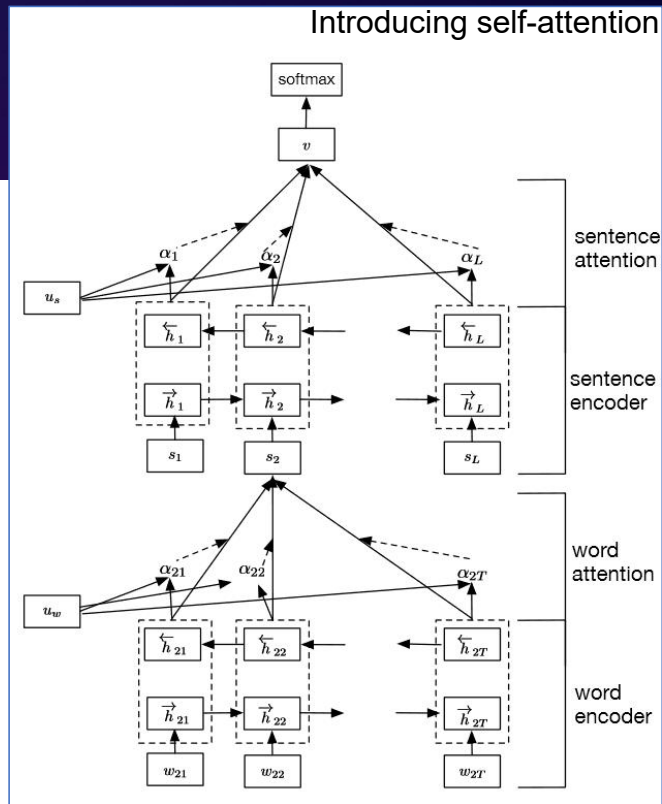 Introducing self-attention
softmax
v
α1 α2 αL
sentence
attention
us
←h1 ←h2 ←hL
→h1 →h2 →hL
sentence
encoder
s1 s2 sL
α21 α22 α2T
word
attention
uw
←h21 ←h22 ←h2T
→h21 →h22 →h2T
word
encoder
w21 w22 w2T